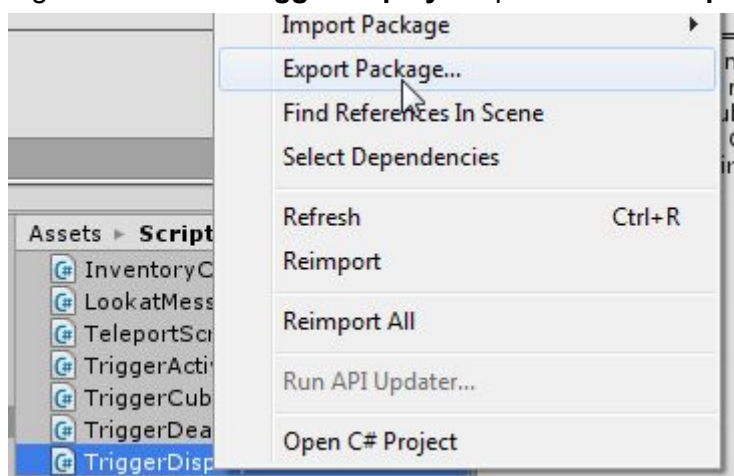 Import Package
Export Package...
Find References In Scene
Select Dependencies
Refresh Ctrl+R
Reimport
Reimport All
Run API Updater...
Open C# Project
Assets ▸ Script
InventoryC
LookatMess
TeleportScr
TriggerActi
TriggerCub
TriggerDea
TriggerDisp